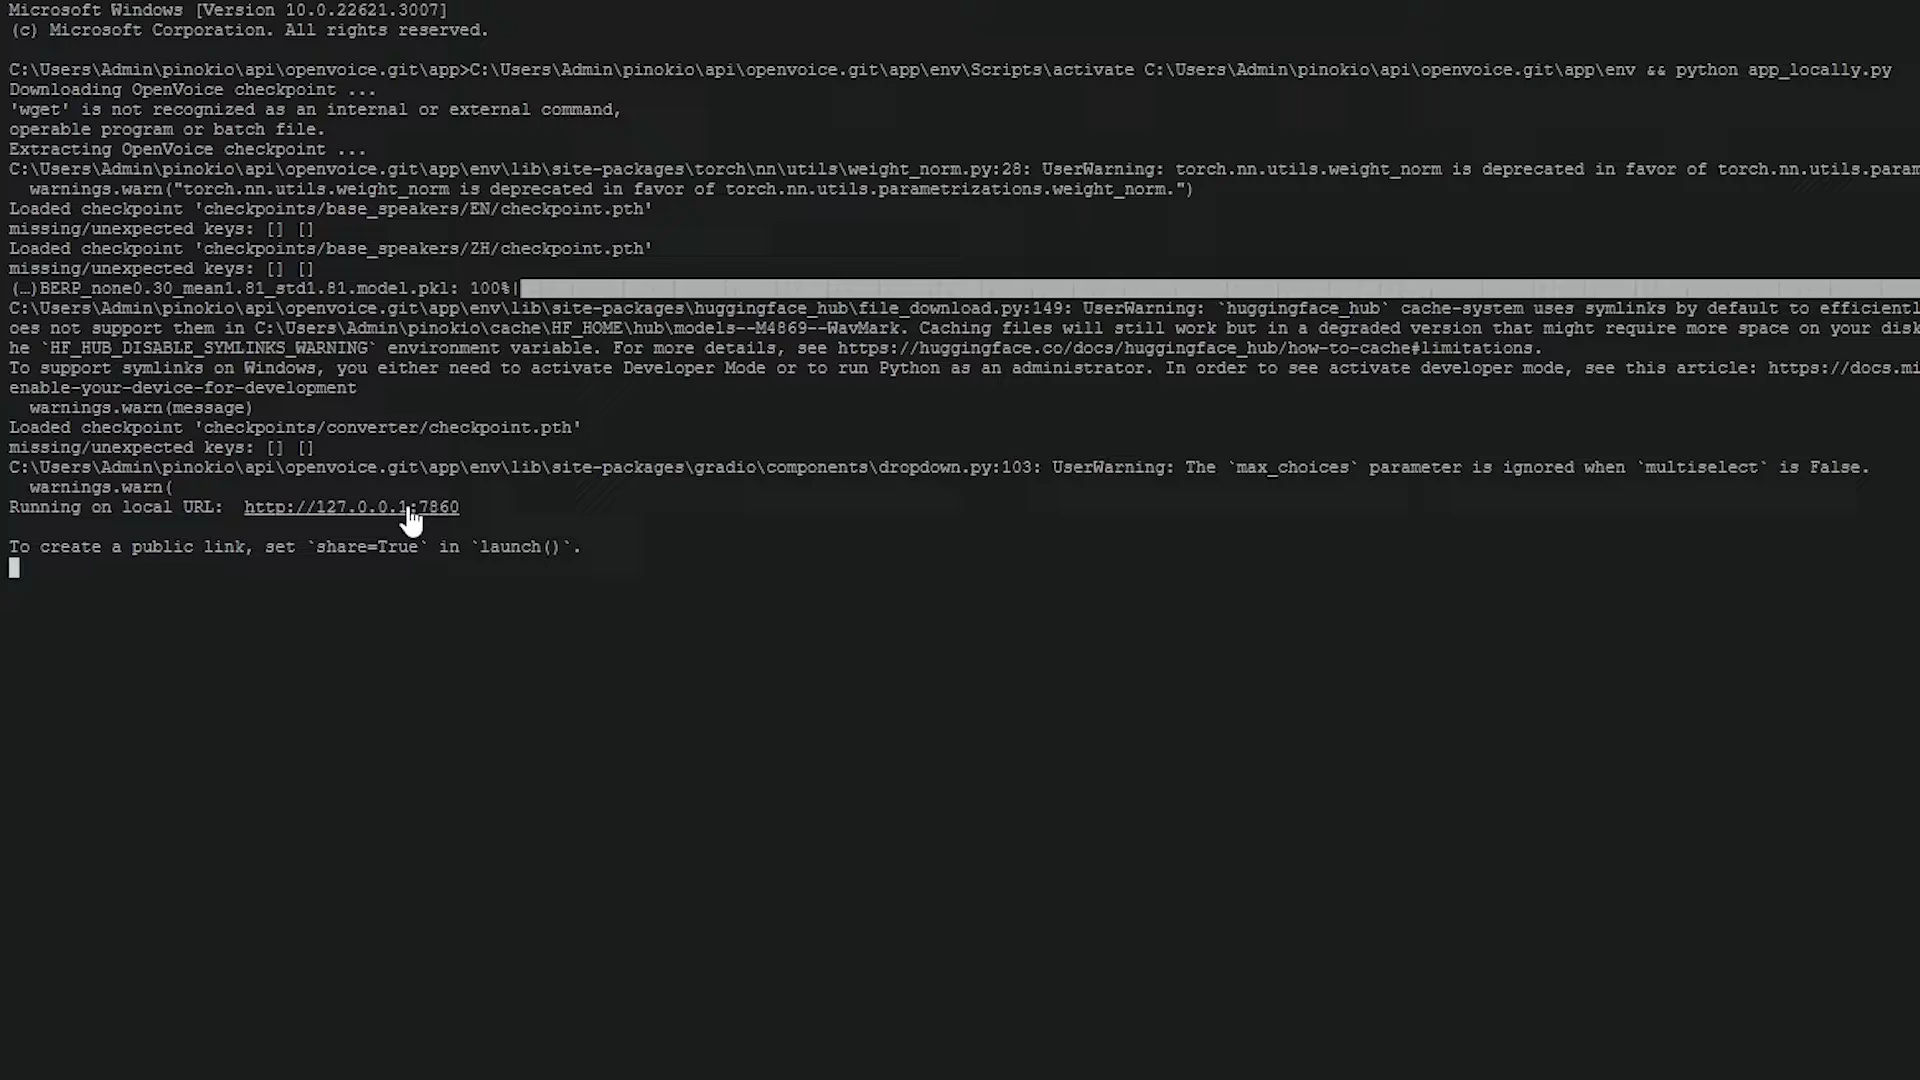 Microsoft Windows [Version 10.0.22621.3007]
(c) Microsoft Corporation. All rights reserved.
C:\Users\Admin\pinokio\api\openvoice.git\app>C:\Users\Admin\pinokio\api\openvoice.git\app\env\Scripts\activate C:\Users\Admin\pinokio\api\openvoice.git\app\env && python app_locally.py
Downloading OpenVoice checkpoint ...
'wget' is not recognized as an internal or external command,
operable program or batch file.
Extracting OpenVoice checkpoint ...
C:\Users\Admin\pinokio\api\openvoice.git\app\env\lib\site-packages\torch\nn\utils\weight_norm.py:28: UserWarning: torch.nn.utils.weight_norm is deprecated in favor of torch.nn.utils.param
  warnings.warn("torch.nn.utils.weight_norm is deprecated in favor of torch.nn.utils.parametrizations.weight_norm.")
Loaded checkpoint 'checkpoints/base_speakers/EN/checkpoint.pth'
missing/unexpected keys: [] []
Loaded checkpoint 'checkpoints/base_speakers/ZH/checkpoint.pth'
missing/unexpected keys: [] []
(…)BERP_none0.30_mean1.81_std1.81.model.pkl: 100%|
C:\Users\Admin\pinokio\api\openvoice.git\app\env\lib\site-packages\huggingface_hub\file_download.py:149: UserWarning: `huggingface_hub` cache-system uses symlinks by default to efficientl
oes not support them in C:\Users\Admin\pinokio\cache\HF_HOME\hub\models--M4869--WavMark. Caching files will still work but in a degraded version that might require more space on your disk
he `HF_HUB_DISABLE_SYMLINKS_WARNING` environment variable. For more details, see https://huggingface.co/docs/huggingface_hub/how-to-cache#limitations.
To support symlinks on Windows, you either need to activate Developer Mode or to run Python as an administrator. In order to see activate developer mode, see this article: https://docs.mi
enable-your-device-for-development
  warnings.warn(message)
Loaded checkpoint 'checkpoints/converter/checkpoint.pth'
missing/unexpected keys: [] []
C:\Users\Admin\pinokio\api\openvoice.git\app\env\lib\site-packages\gradio\components\dropdown.py:103: UserWarning: The `max_choices` parameter is ignored when `multiselect` is False.
  warnings.warn(
Running on local URL:  http://127.0.0.1:7860
To create a public link, set `share=True` in `launch()`.